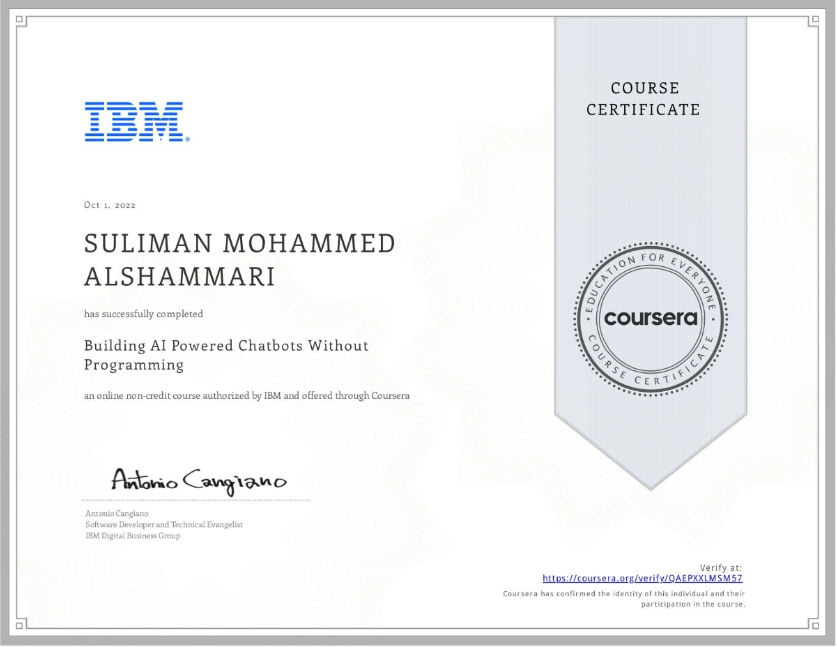 COURSE
CERTIFICATE
IBM®
Oct 1, 2022
SULIMAN MOHAMMED
ALSHAMMARI
has successfully completed
Building AI Powered Chatbots Without
Programming
an online non-credit course authorized by IBM and offered through Coursera
EDUCATION FOR EVERYONE
coursera
COURSE CERTIFICATE
Antonio Cangiano
Antonio Cangiano
Software Developer and Technical Evangelist
IBM Digital Business Group
Verify at:
https://coursera.org/verify/QAEPXXLMSM57
Coursera has confirmed the identity of this individual and their
participation in the course.